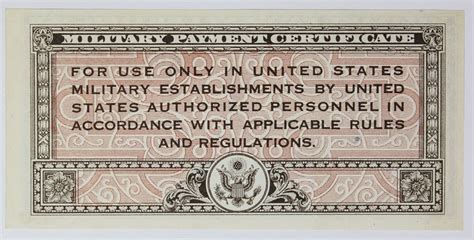 MILITARY PAYMENT CERTIFICATE
FOR USE ONLY IN UNITED STATES
MILITARY ESTABLISHMENTS BY UNITED
STATES AUTHORIZED PERSONNEL IN
ACCORDANCE WITH APPLICABLE RULES
AND REGULATIONS.